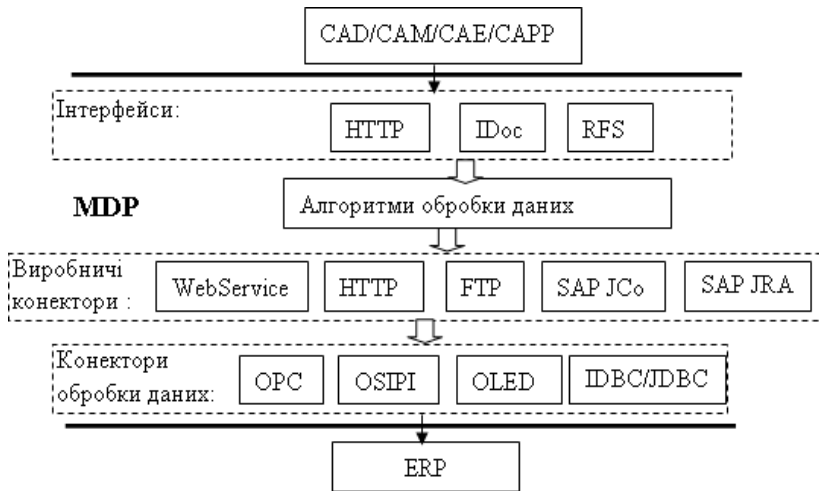 CAD/CAM/CAE/CAPP
Інтерфейси:
HTTP IDoc RFS
MDP
Алгоритми обробки даних
Виробничі
конектори :
WebService HTTP FTP SAP JCo SAP JRA
Конектори
обробки даних:
OPC OSIPI OLED IDBC/JDBC
ERP